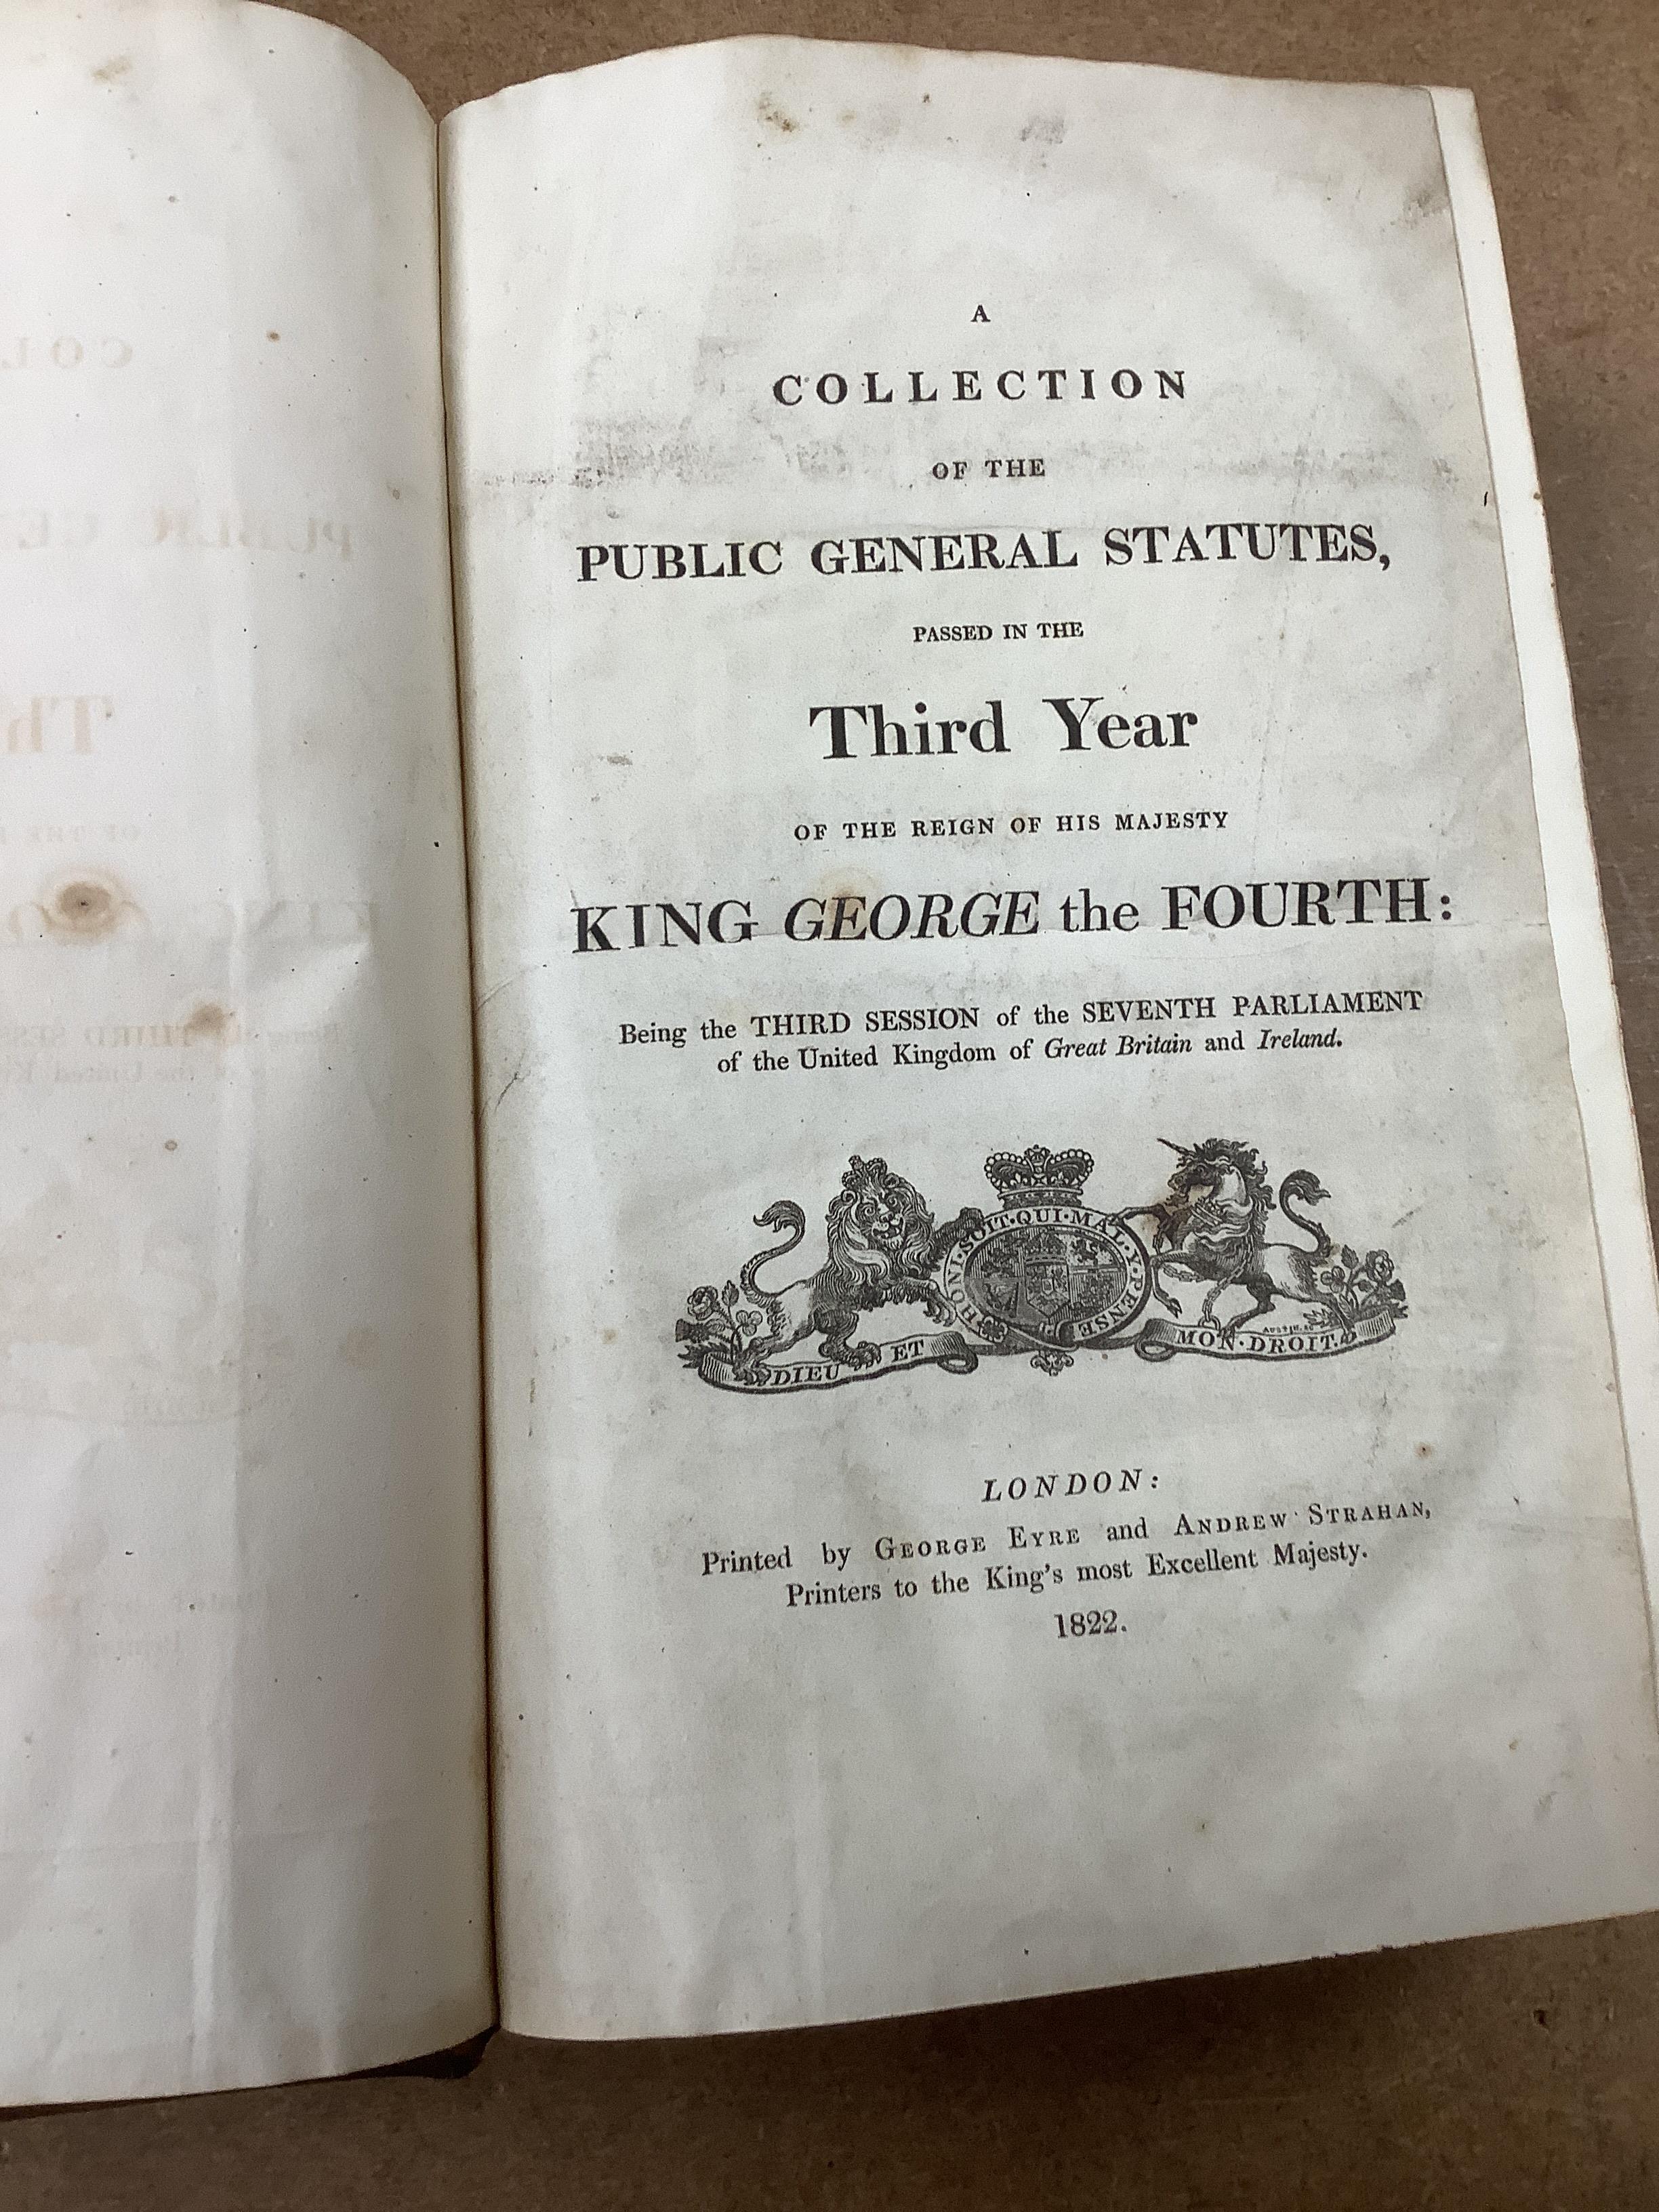 A
COLLECTION
OF THE
PUBLIC GENERAL STATUTES,
PASSED IN THE
Third Year
OF THE REIGN OF HIS MAJESTY
KING GEORGE the FOURTH:
Being the THIRD SESSION of the SEVENTH PARLIAMENT
of the United Kingdom of Great Britain and Ireland.
HONI·SOIT·QUI·MAL·Y·PENSE
DIEU ET MON·DROIT.
LONDON:
Printed by GEORGE EYRE and ANDREW STRAHAN,
Printers to the King's most Excellent Majesty.
1822.